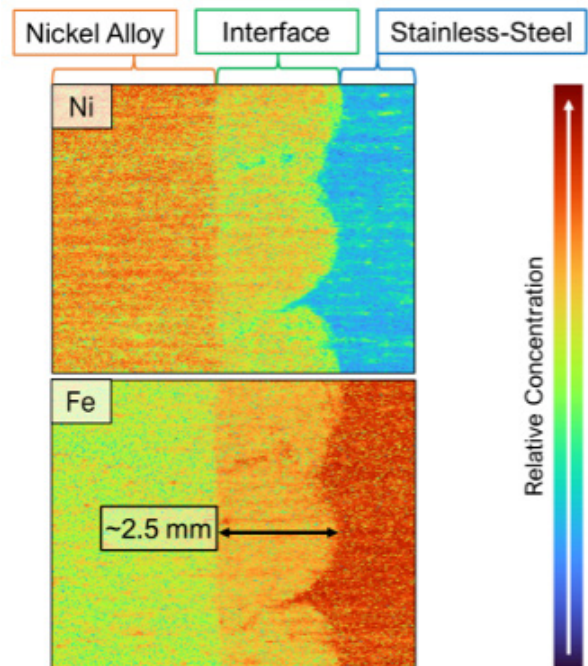 Nickel Alloy
Interface
Stainless-Steel
Ni
Fe
~2.5 mm
Relative Concentration